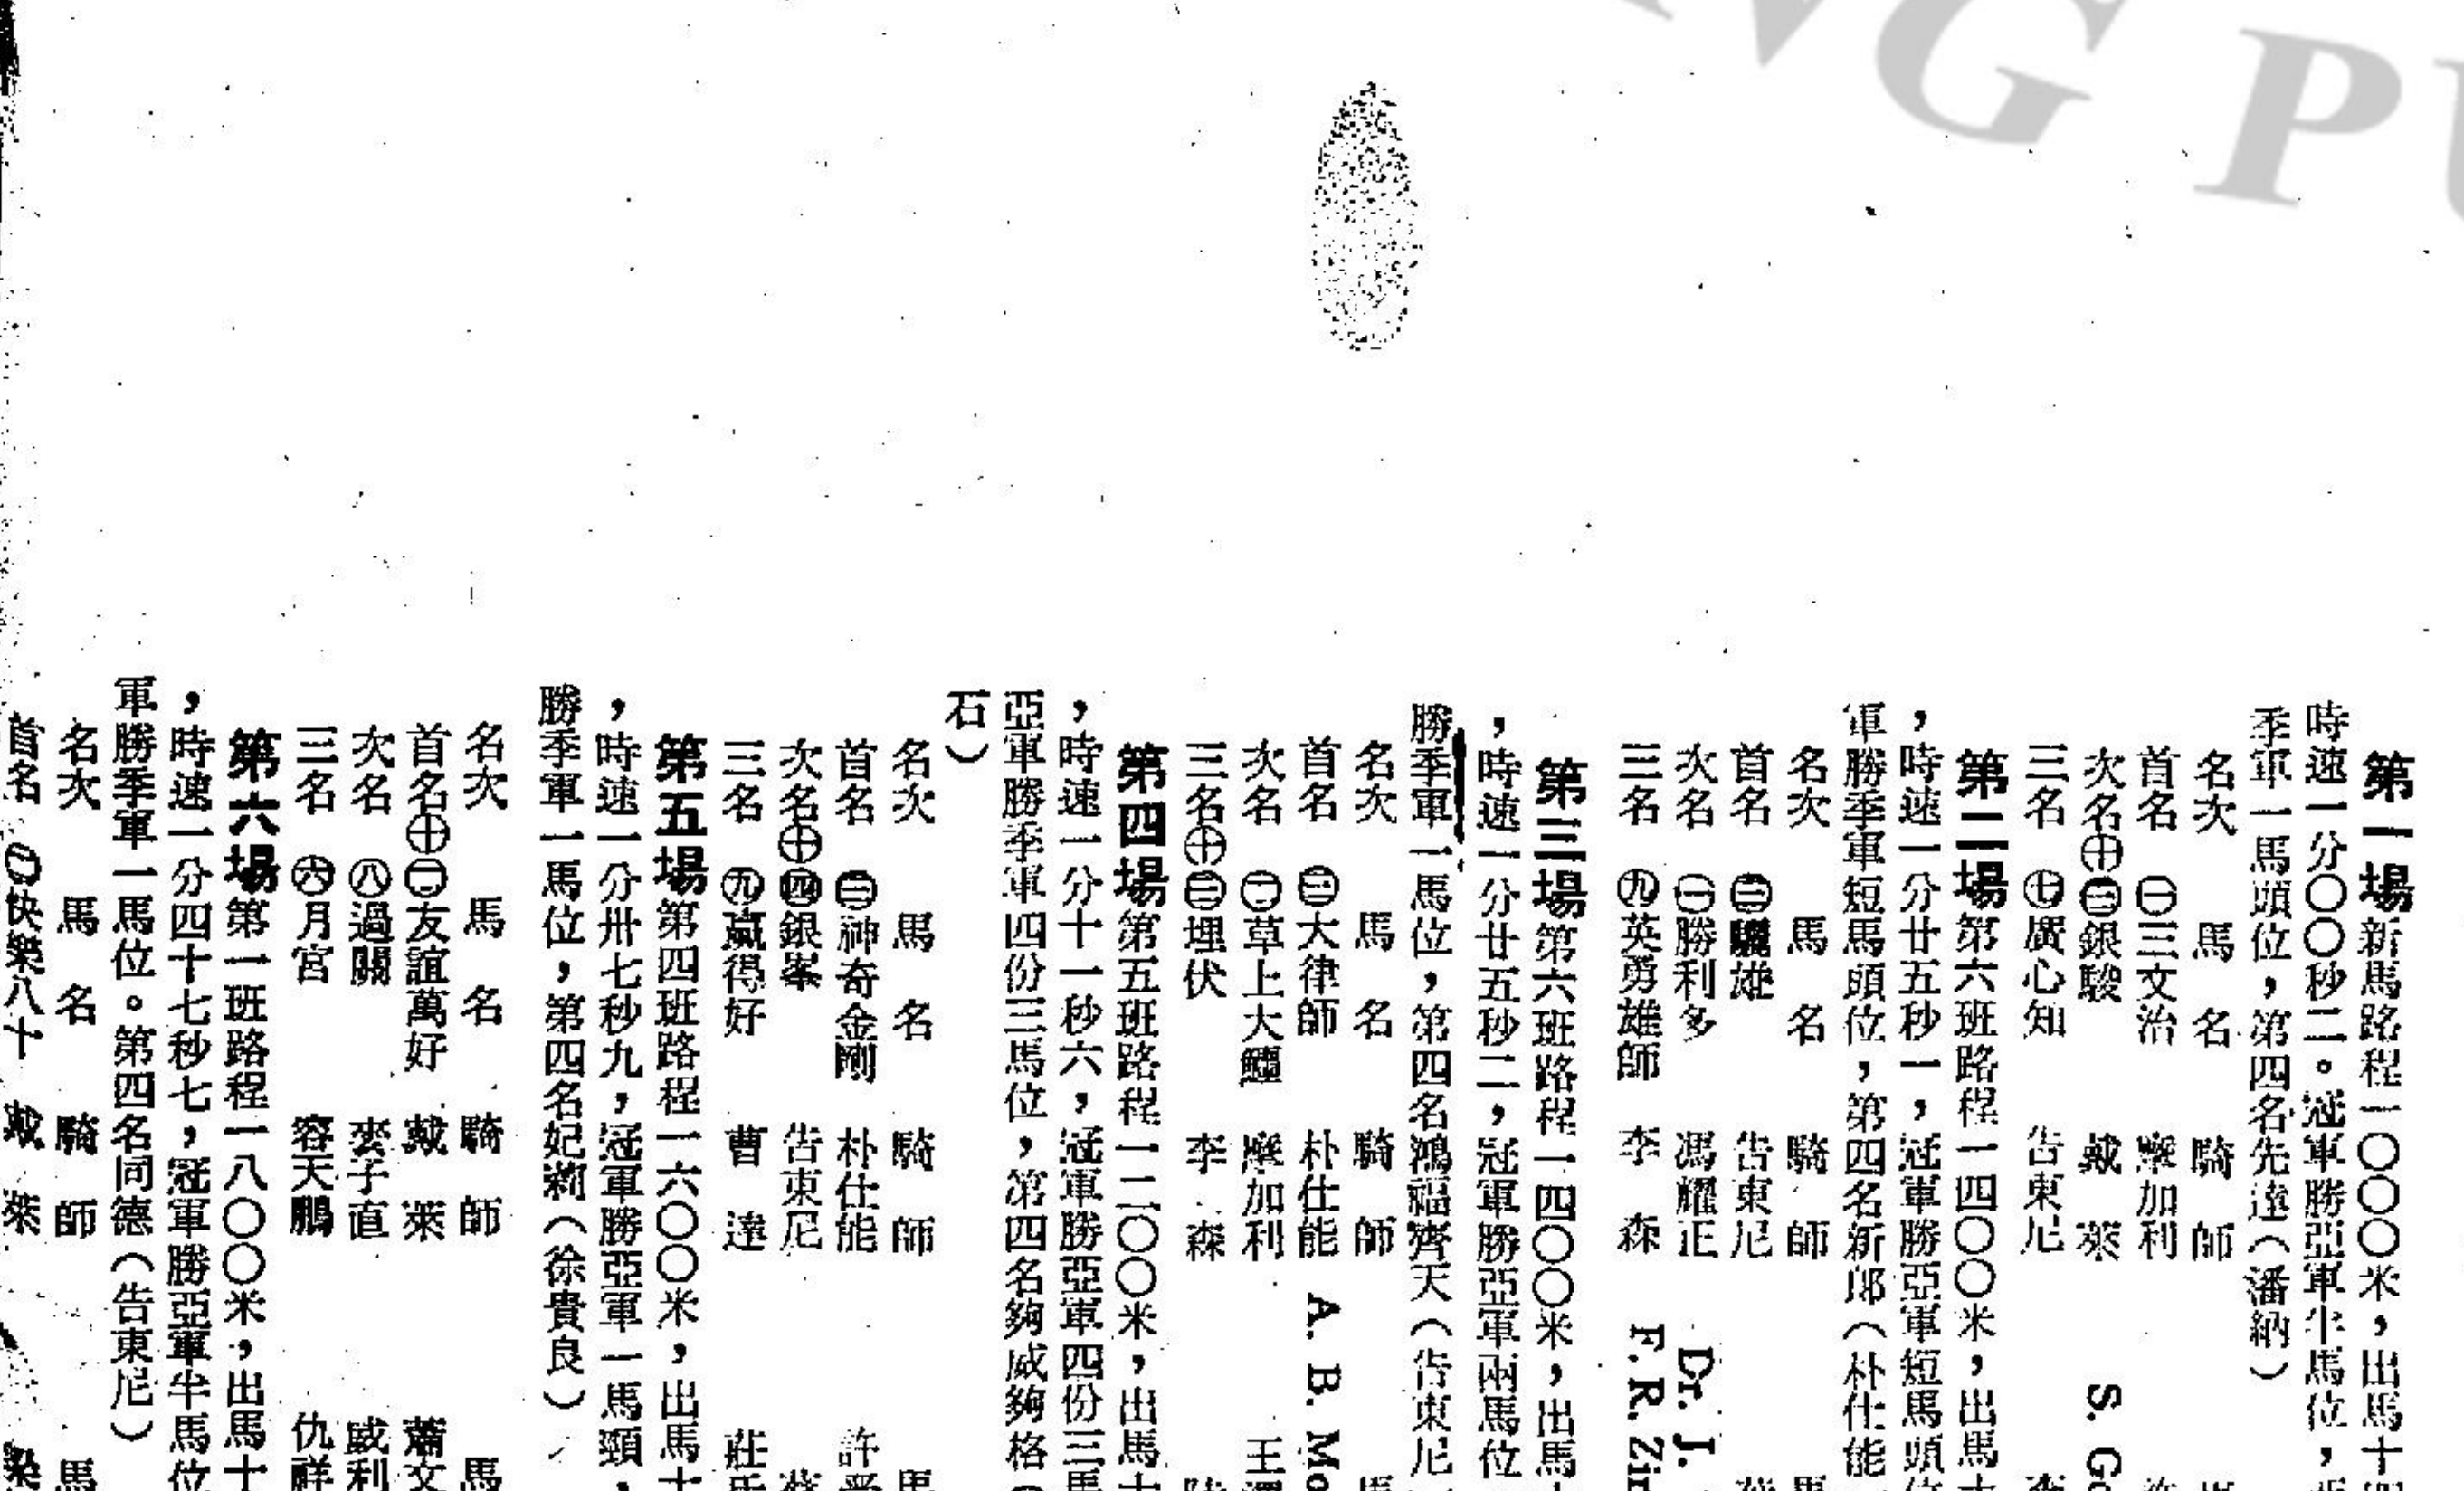 NG PU
第一場新馬路程一〇〇〇米，出馬十
時速一分〇〇秒二。冠軍勝亞軍半馬位，
季軍一馬頭位，第四名先達（潘納）
名次 馬名 騎師
首名 ㊀三文治 摩加利
次名㊉㊂銀駿 戴萊 S. G
三名 ㊆廣心知 告東尼
第二場第六班路程一四〇〇米，出馬十
，時速一分廿五秒一，冠軍勝亞軍短馬頭
軍勝季軍短馬頭位，第四名新郎（朴仕能
名次 馬名 騎師
首名 ㊂驄雄 告東尼
次名 ㊀勝利多 馮耀正 Dr. J.
三名 ㊈英勇雄師 李森 F. R. Zi
第三場第六班路程一四〇〇米，出馬
，時速一分廿五秒二，冠軍勝亞軍兩馬位
勝季軍一馬位，第四名鴻福齊天（告東尼
名次 馬名 騎師
首名 ㊂大律師 朴仕能 A. B. Mo
次名 ㊁草上大鱷 摩加利 王
三名㊉㊂埋伏 李森
第四場第五班路程一二〇〇米，出馬十
，時速一分十一秒六，冠軍勝亞軍四份三馬
亞軍勝季軍四份三馬位，第四名夠威夠格（
石）
名次 馬名 騎師
首名 ㊂神奇金剛 朴仕能 許
次名㊉㊃銀峯 告東尼
三名 ㊈贏得好 曹達 莊
第五場第四班路程一六〇〇米，出馬十
，時速一分卅七秒九，冠軍勝亞軍一馬頸，
勝季軍一馬位，第四名妃莉（徐貴良）
名次 馬名 騎師 馬
首名㊉㊁友誼萬好 戴萊 蕭文
次名 ㊇過關 麥子直 威利
三名 ㊅月宮 容天鵬 仇祥
第六場第一班路程一八〇〇米，出馬十
，時速一分四十七秒七，冠軍勝亞軍半馬位
軍勝季軍一馬位。第四名同德（告東尼）
名次 馬名 騎師 馬
首名 快樂八十 戴萊